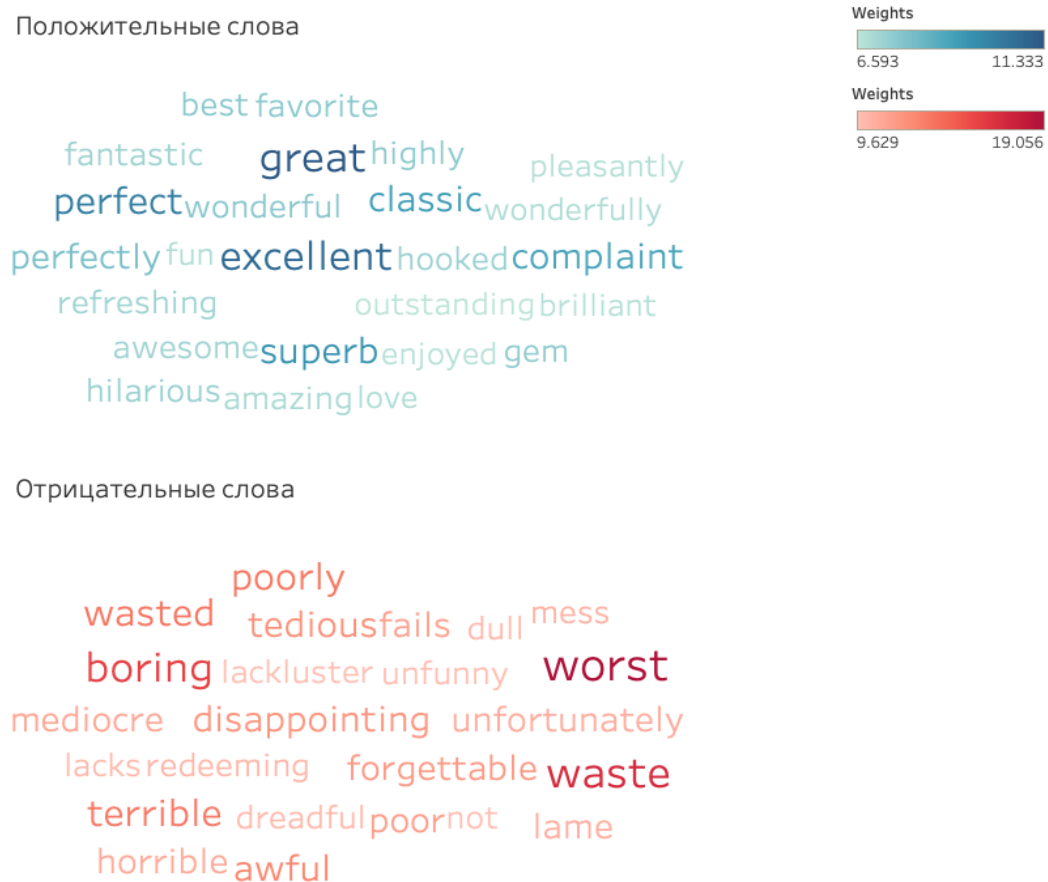 Положительные слова
Weights
6.593 11.333
Weights
9.629 19.056
best favorite
fantastic great highly pleasantly
perfect wonderful classic wonderfully
perfectly fun excellent hooked complaint
refreshing outstanding brilliant
awesome superb enjoyed gem
hilarious amazing love
Отрицательные слова
poorly
wasted tedious fails dull mess
boring lackluster unfunny worst
mediocre disappointing unfortunately
lacks redeeming forgettable waste
terrible dreadful poor not lame
horrible awful